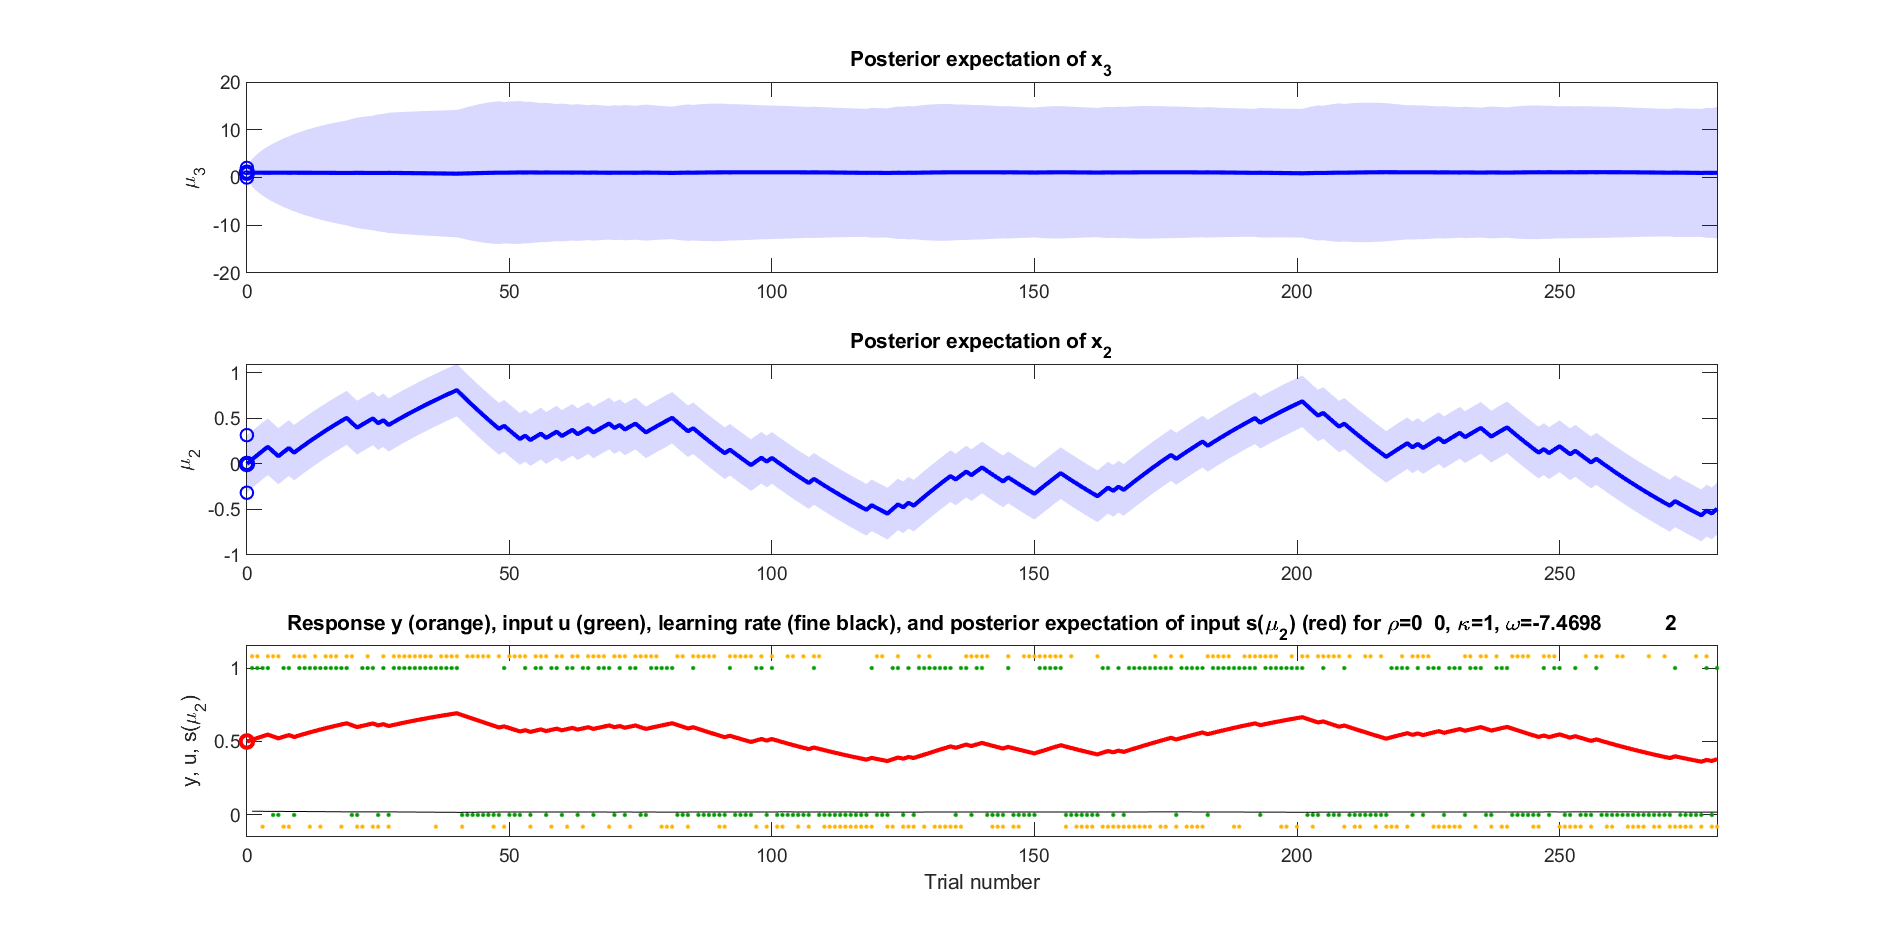 Posterior expectation of x3
20
10
0
-10
-20
μ3
0 50 100 150 200 250
Posterior expectation of x2
1
0.5
0
-0.5
-1
μ2
0 50 100 150 200 250
Response y (orange), input u (green), learning rate (fine black), and posterior expectation of input s(μ2) (red) for ρ=0 0, κ=1, ω=-7.4698 2
1
0.5
0
y, u, s(μ2)
0 50 100 150 200 250
Trial number